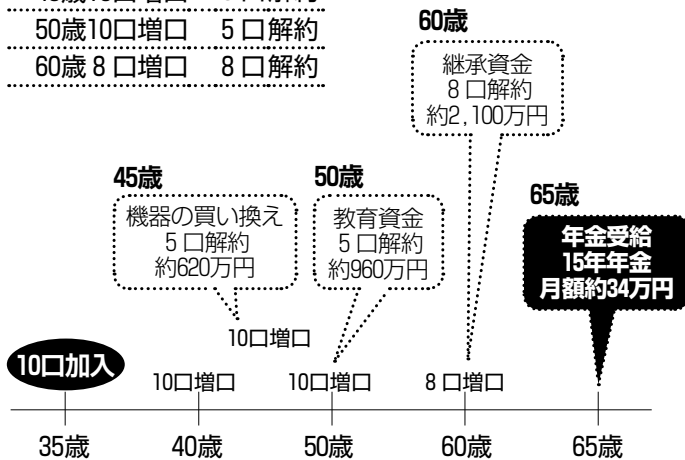 50歳10口増口 5口解約
60歳8口増口 8口解約
60歳
継承資金
8口解約
約2,100万円
45歳
機器の買い換え
5口解約
約620万円
50歳
教育資金
5口解約
約960万円
65歳
年金受給
15年年金
月額約34万円
10口増口
10口加入
10口増口
10口増口
8口増口
35歳
40歳
50歳
60歳
65歳